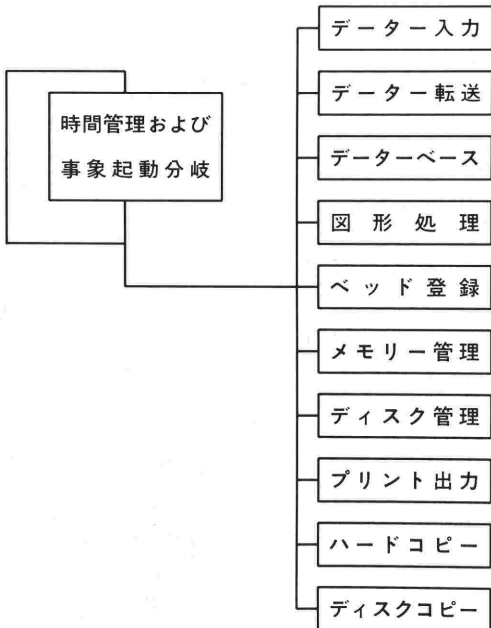 時間管理および
事象起動分岐
データー入力
データー転送
データーベース
図形処理
ベッド登録
メモリー管理
ディスク管理
プリント出力
ハードコピー
ディスクコピー